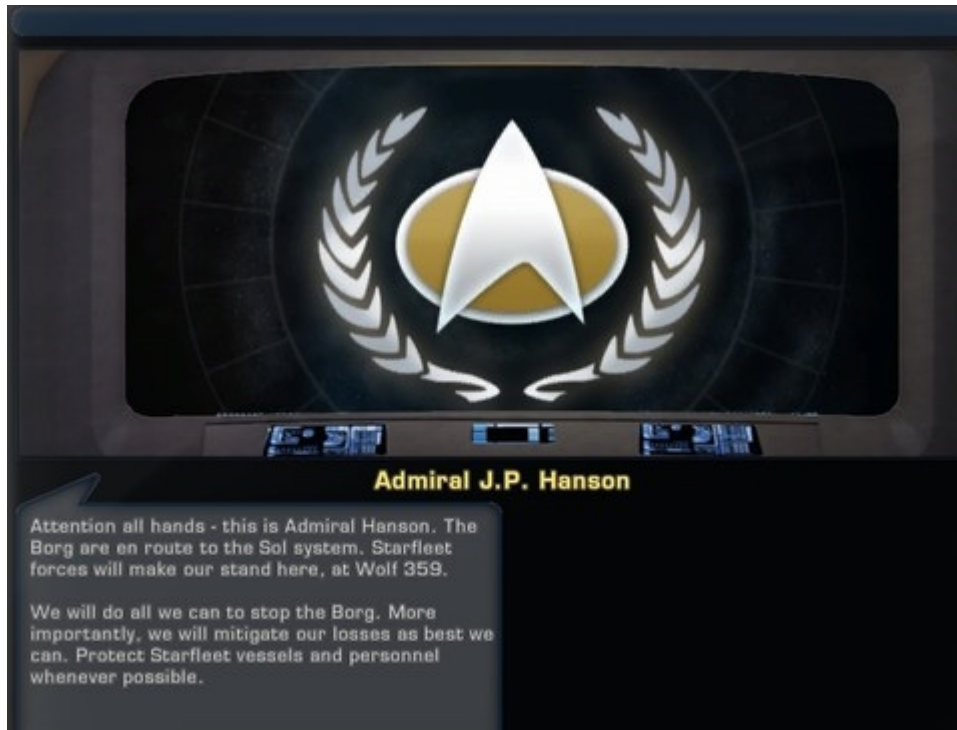 Admiral J.P. Hanson
Attention all hands - this is Admiral Hanson. The
Borg are en route to the Sol system. Starfleet
forces will make our stand here, at Wolf 359.
We will do all we can to stop the Borg. More
importantly, we will mitigate our losses as best we
can. Protect Starfleet vessels and personnel
whenever possible.